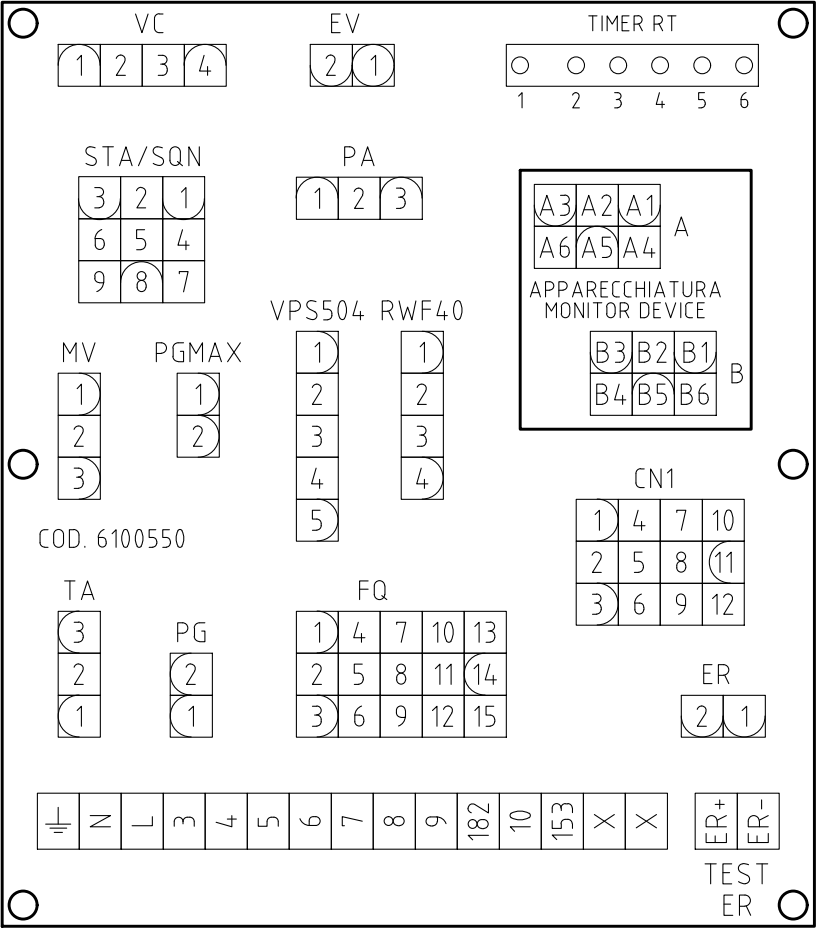 VC EV TIMER RT
1 2 3 4 2 1
1 2 3 4 5 6
STA/SQN PA
3 2 1 1 2 3
6 5 4
9 8 7
A3 A2 A1
A6 A5 A4
A
APPARECCHIATURA
MONITOR DEVICE
B3 B2 B1
B4 B5 B6
B
VPS504 RWF40
1 1
2 2
3 3
4 4
5
MV PGMAX
1 1
2 2
3
CN1
1 4 7 10
2 5 8 11
3 6 9 12
COD. 6100550
TA PG FQ
3
2 2
1 1
1 4 7 10 13
2 5 8 11 14
3 6 9 12 15
ER
2 1
N L 3 4 5 6 7 8 9 182 10 153 X X ER+ ER-
TEST
ER